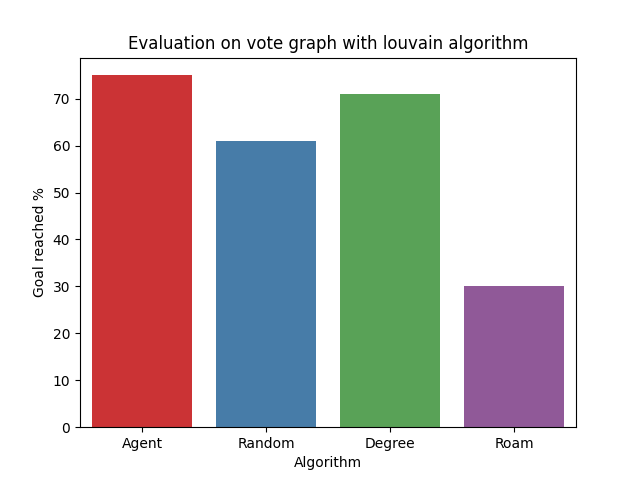 Evaluation on vote graph with louvain algorithm
Goal reached %
70
60
50
40
30
20
10
0
Agent Random Degree Roam
Algorithm